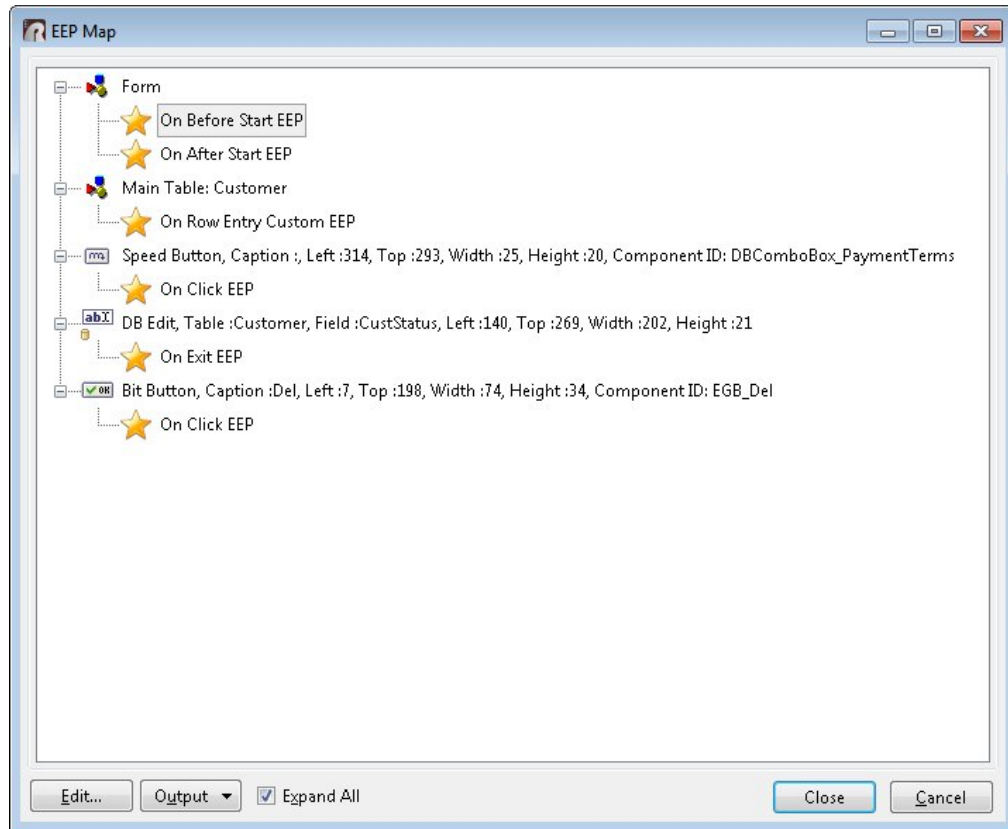 EEP Map
Form
On Before Start EEP
On After Start EEP
Main Table: Customer
On Row Entry Custom EEP
Speed Button, Caption :, Left :314, Top :293, Width :25, Height :20, Component ID: DBComboBox_PaymentTerms
On Click EEP
abI
DB Edit, Table :Customer, Field :CustStatus, Left :140, Top :269, Width :202, Height :21
On Exit EEP
OK
Bit Button, Caption :Del, Left :7, Top :198, Width :74, Height :34, Component ID: EGB_Del
On Click EEP
Edit... Output Expand All Close Cancel